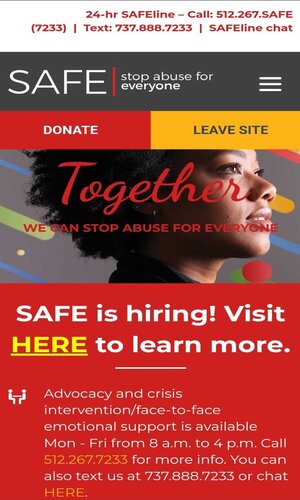 24-hr SAFEline – Call: 512.267.SAFE
(7233) | Text: 737.888.7233 | SAFEline chat
SAFE
stop abuse for
everyone
DONATE
LEAVE SITE
Together
WE CAN STOP ABUSE FOR EVERYONE
SAFE is hiring! Visit
HERE to learn more.
Advocacy and crisis
intervention/face-to-face
emotional support is available
Mon - Fri from 8 a.m. to 4 p.m. Call
512.267.7233 for more info. You can
also text us at 737.888.7233 or chat
HERE.